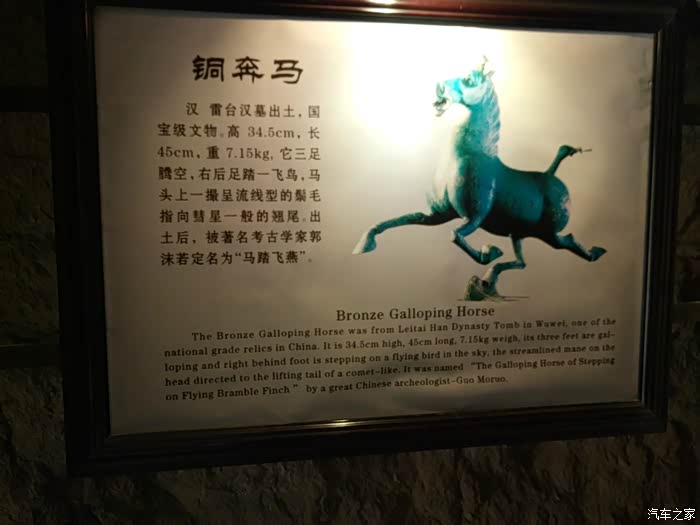 铜奔马
汉 雷台汉墓出土，国
宝级文物。高 34.5cm，长
45cm，重 7.15kg，它三足
腾空，右后足踏一飞鸟，马
头上一撮呈流线型的鬃毛
指向彗星一般的翘尾。出
土后，被著名考古学家郭
沫若定名为“马踏飞燕”。
Bronze Galloping Horse
The Bronze Galloping Horse was from Leitai Han Dynasty Tomb in Wuwei, one of the
national grade relics in China. It is 34.5cm high, 45cm long, 7.15kg weigh, its three feet are gal-
loping and right behind foot is stepping on a flying bird in the sky, the streamlined mane on the
head directed to the lifting tail of a comet-like. It was named “The Galloping Horse of Stepping
on Flying Bramble Finch” by a great Chinese archeologist-Guo Moruo.
汽车之家